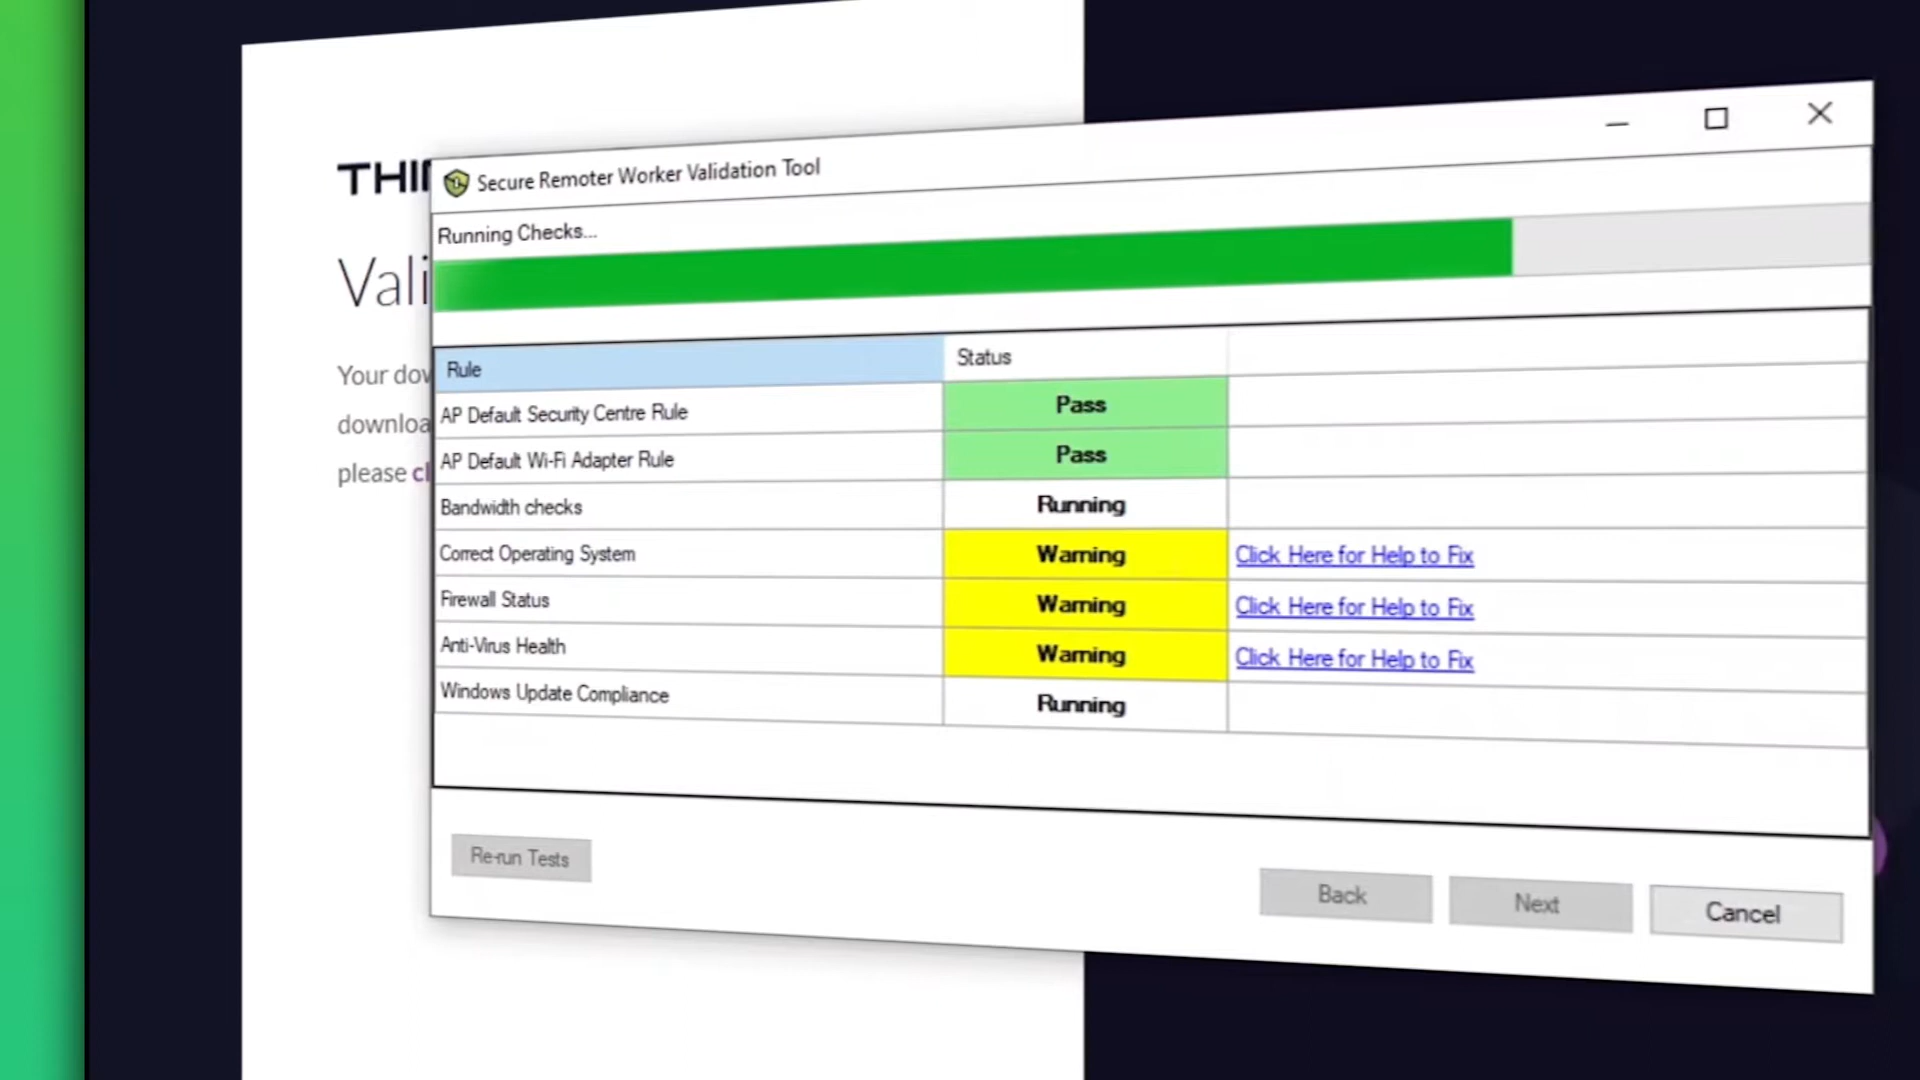 THI
Vali
Your dow
downloa
please cl
Secure Remoter Worker Validation Tool
Running Checks...
Rule Status
AP Default Security Centre Rule Pass
AP Default Wi-Fi Adapter Rule Pass
Bandwidth checks Running
Correct Operating System Warning Click Here for Help to Fix
Firewall Status Warning Click Here for Help to Fix
Anti-Virus Health Warning Click Here for Help to Fix
Windows Update Compliance Running
Re-run Tests
Back Next Cancel